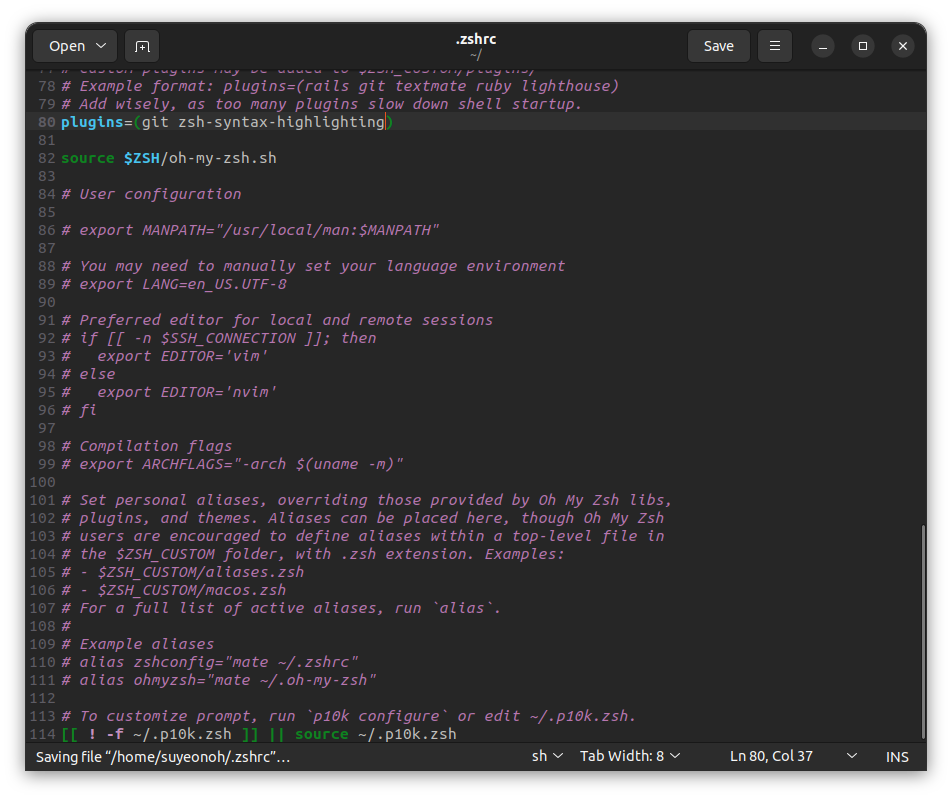 Open
.zshrc
~/
Save
77 # Custom plugins may be added to $ZSH_CUSTOM/plugins/
78 # Example format: plugins=(rails git textmate ruby lighthouse)
79 # Add wisely, as too many plugins slow down shell startup.
80 plugins=(git zsh-syntax-highlighting)
81
82 source $ZSH/oh-my-zsh.sh
83
84 # User configuration
85
86 # export MANPATH="/usr/local/man:$MANPATH"
87
88 # You may need to manually set your language environment
89 # export LANG=en_US.UTF-8
90
91 # Preferred editor for local and remote sessions
92 # if [[ -n $SSH_CONNECTION ]]; then
93 #   export EDITOR='vim'
94 # else
95 #   export EDITOR='nvim'
96 # fi
97
98 # Compilation flags
99 # export ARCHFLAGS="-arch $(uname -m)"
100
101 # Set personal aliases, overriding those provided by Oh My Zsh libs,
102 # plugins, and themes. Aliases can be placed here, though Oh My Zsh
103 # users are encouraged to define aliases within a top-level file in
104 # the $ZSH_CUSTOM folder, with .zsh extension. Examples:
105 # - $ZSH_CUSTOM/aliases.zsh
106 # - $ZSH_CUSTOM/macos.zsh
107 # For a full list of active aliases, run `alias`.
108 #
109 # Example aliases
110 # alias zshconfig="mate ~/.zshrc"
111 # alias ohmyzsh="mate ~/.oh-my-zsh"
112
113 # To customize prompt, run `p10k configure` or edit ~/.p10k.zsh.
114 [[ ! -f ~/.p10k.zsh ]] || source ~/.p10k.zsh
Saving file “/home/suyeonoh/.zshrc”…
sh
Tab Width: 8
Ln 80, Col 37
INS